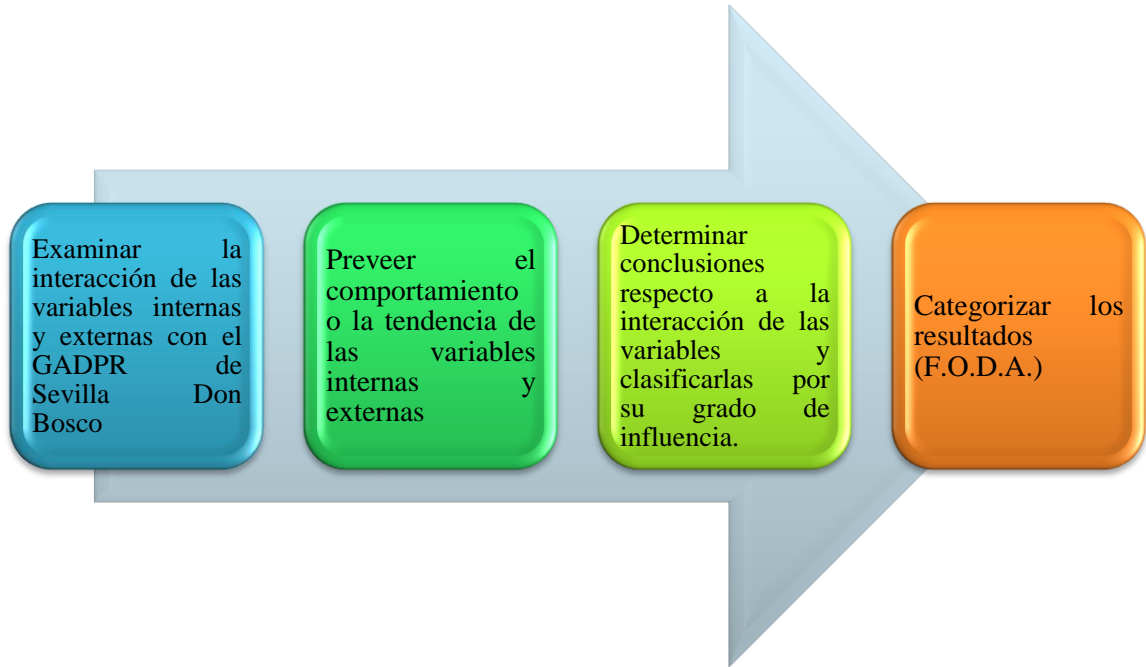 Examinar la
interacción de las
variables internas
y externas con el
GADPR de
Sevilla Don
Bosco
Preveer el
comportamiento
o la tendencia de
las variables
internas y
externas
Determinar
conclusiones
respecto a la
interacción de las
variables y
clasificarlas por
su grado de
influencia.
Categorizar los
resultados
(F.O.D.A.)